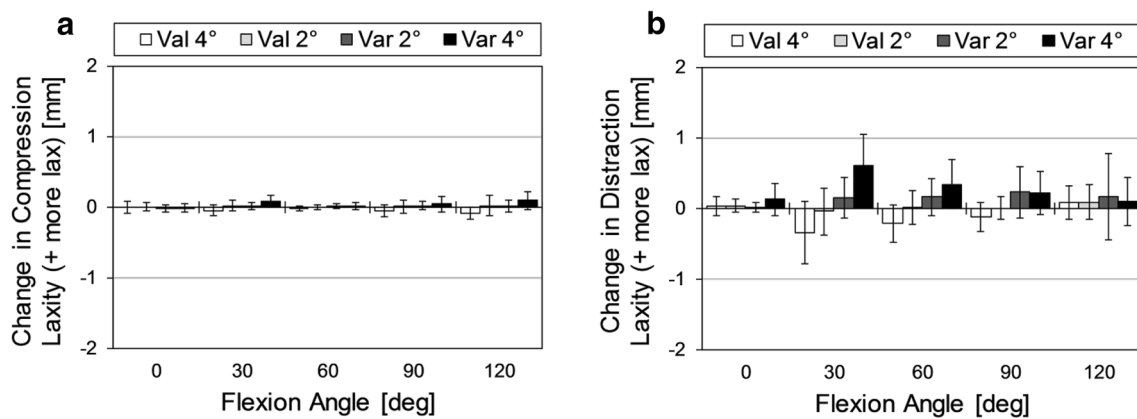 a
Val 4° Val 2° Var 2° Var 4°
Change in Compression
Laxity (+ more lax) [mm]
2
1
0
-1
-2
0 30 60 90 120
Flexion Angle [deg]
b
Val 4° Val 2° Var 2° Var 4°
Change in Distraction
Laxity (+ more lax) [mm]
2
1
0
-1
-2
0 30 60 90 120
Flexion Angle [deg]